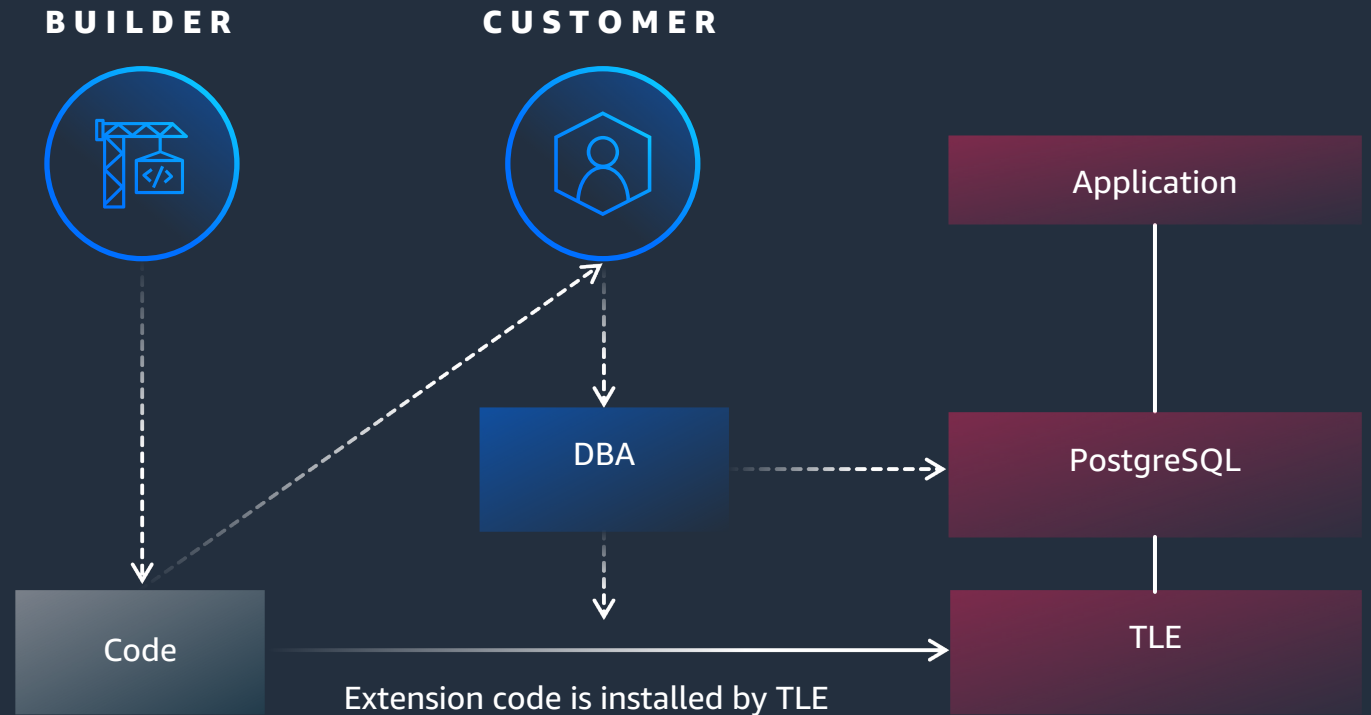 BUILDER
CUSTOMER
</>
Application
DBA
PostgreSQL
Code
TLE
Extension code is installed by TLE